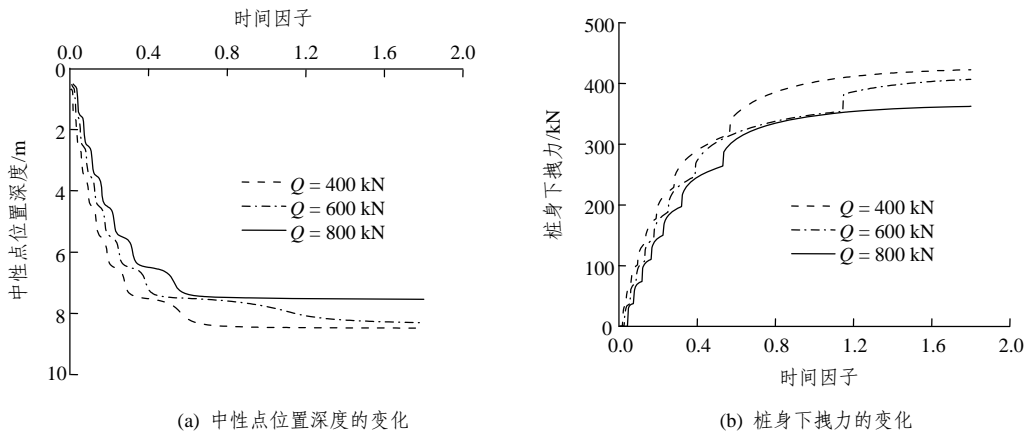 时间因子
0.0 0.4 0.8 1.2 1.6 2.0
0
2
4
6
8
10
中性点位置深度/m
Q = 400 kN
Q = 600 kN
Q = 800 kN
(a) 中性点位置深度的变化
500
400
300
200
100
0
桩身下拽力/kN
Q = 400 kN
Q = 600 kN
Q = 800 kN
0.0 0.4 0.8 1.2 1.6 2.0
时间因子
(b) 桩身下拽力的变化